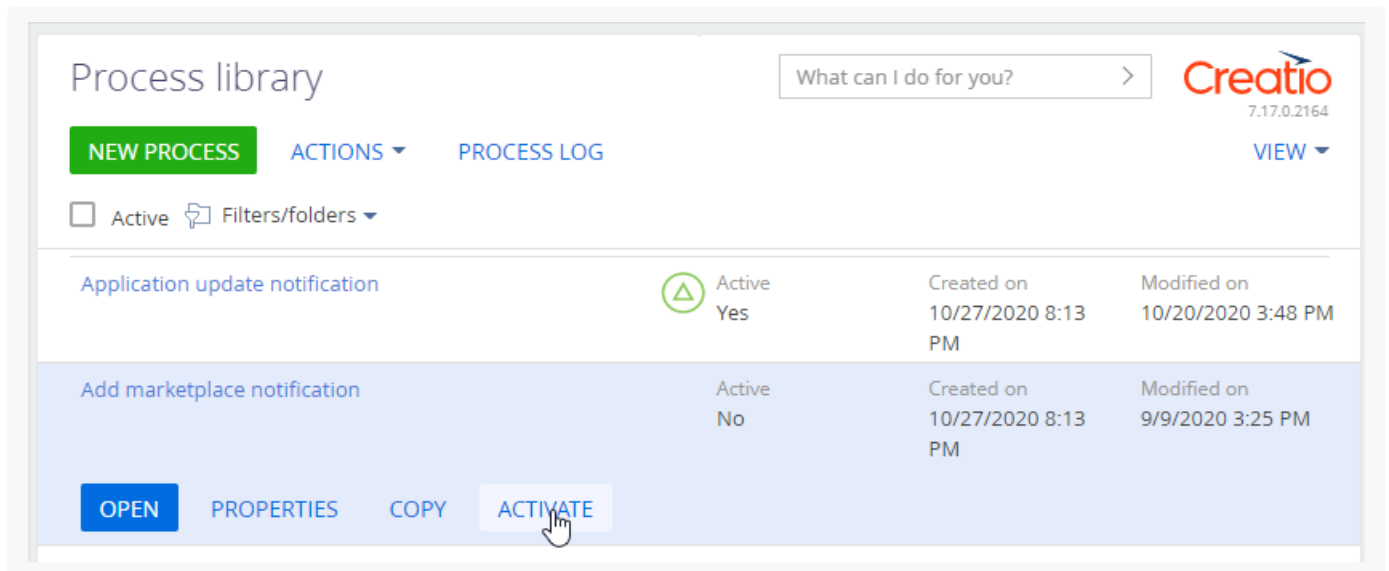 Process library
What can I do for you?
Creatio
7.17.0.2164
NEW PROCESS ACTIONS PROCESS LOG VIEW
Active Filters/folders
Application update notification
Active
Yes
Created on
10/27/2020 8:13
PM
Modified on
10/20/2020 3:48 PM
Add marketplace notification
Active
No
Created on
10/27/2020 8:13
PM
Modified on
9/9/2020 3:25 PM
OPEN PROPERTIES COPY ACTIVATE